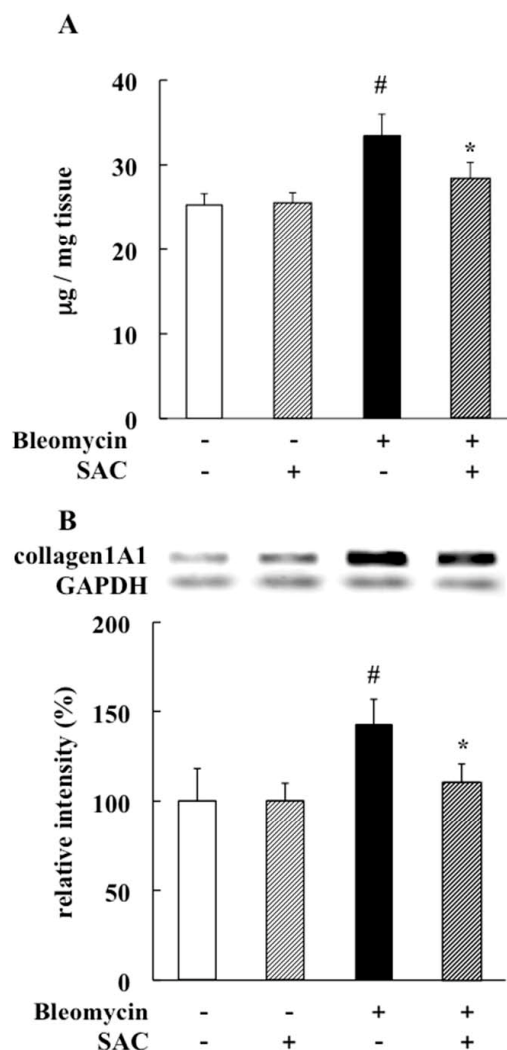 A
40
#
30
*
20
µg / mg tissue
10
0
Bleomycin - - + +
SAC - + - +
B
collagen1A1
GAPDH
200
#
150
*
100
relative intensity (%)
50
0
Bleomycin - - + +
SAC - + - +